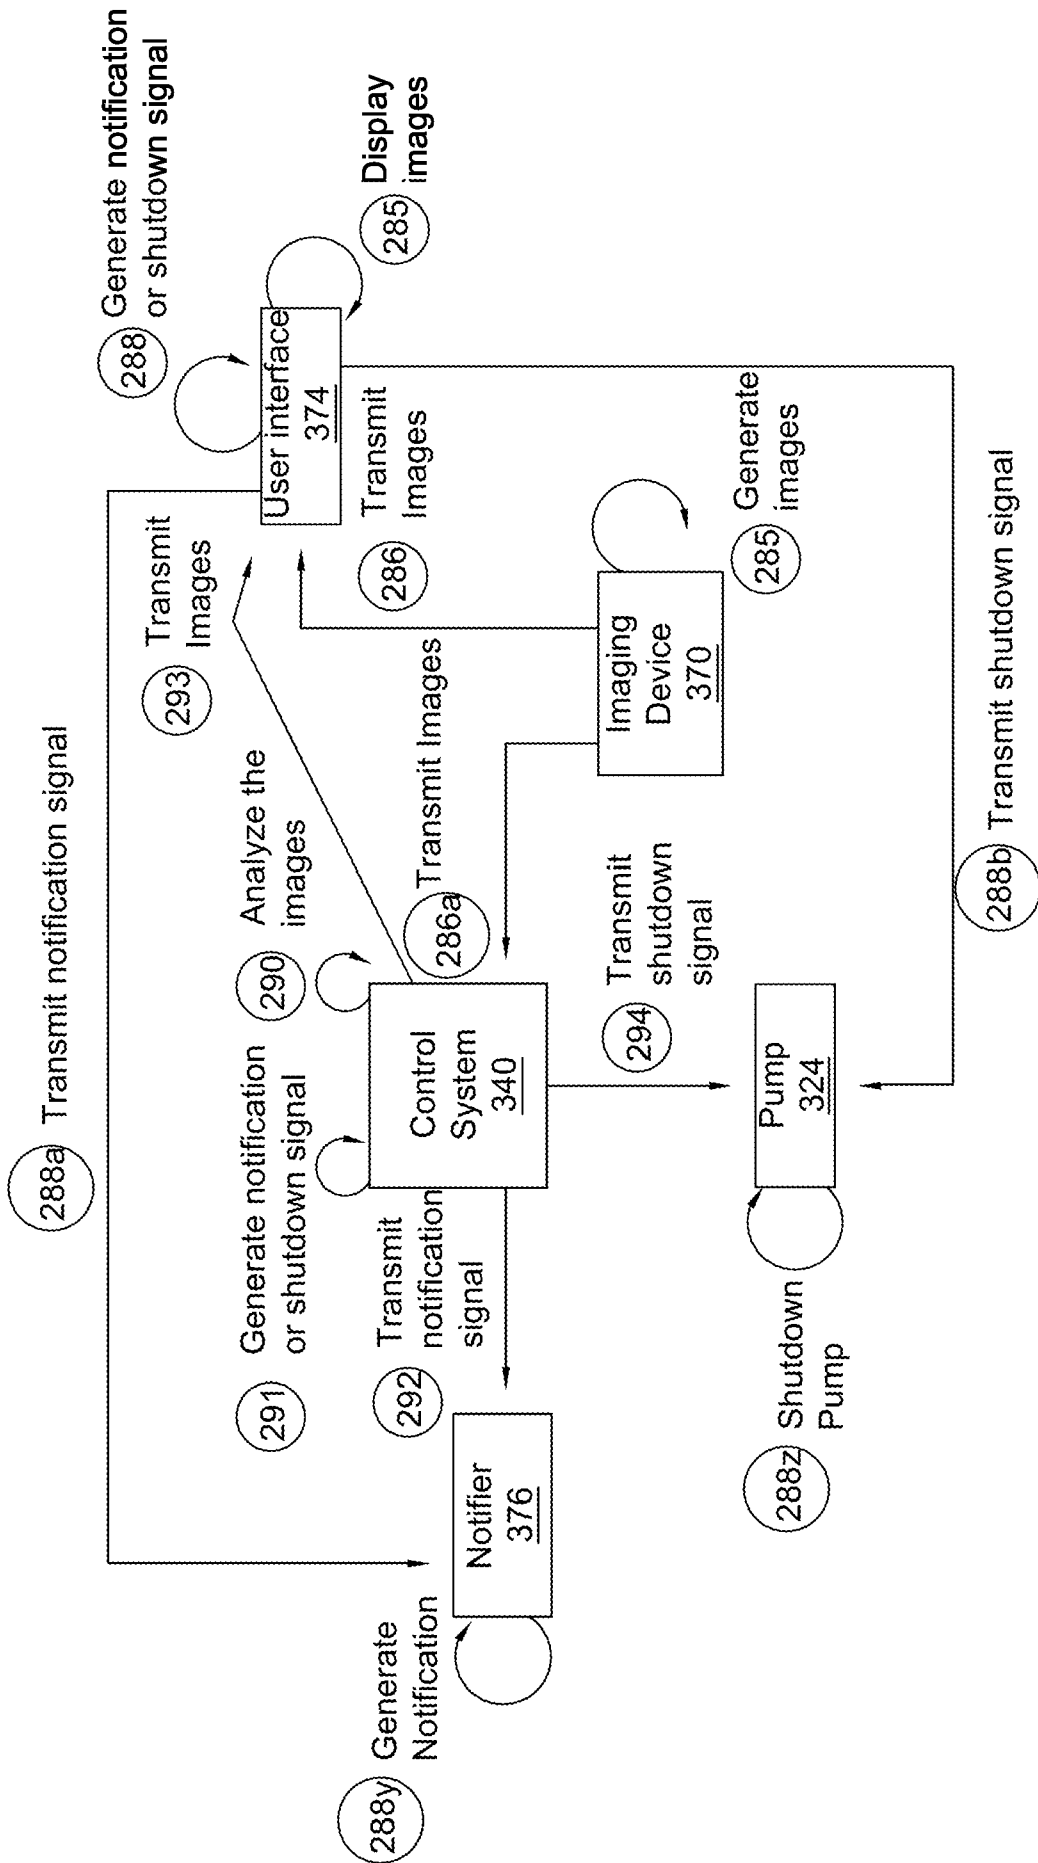 288a Transmit notification signal
288 Generate notification
or shutdown signal
293 Transmit
Images
291 Generate notification
or shutdown signal
290 Analyze the
images
User interface
374
285 Display
images
286 Transmit
Images
288y Generate
Notification
292 Transmit
notification
signal
Control
System
340
286a Transmit Images
Notifier
376
294 Transmit
shutdown
signal
Imaging
Device
370
285 Generate
images
288z Shutdown
Pump
Pump
324
288b Transmit shutdown signal